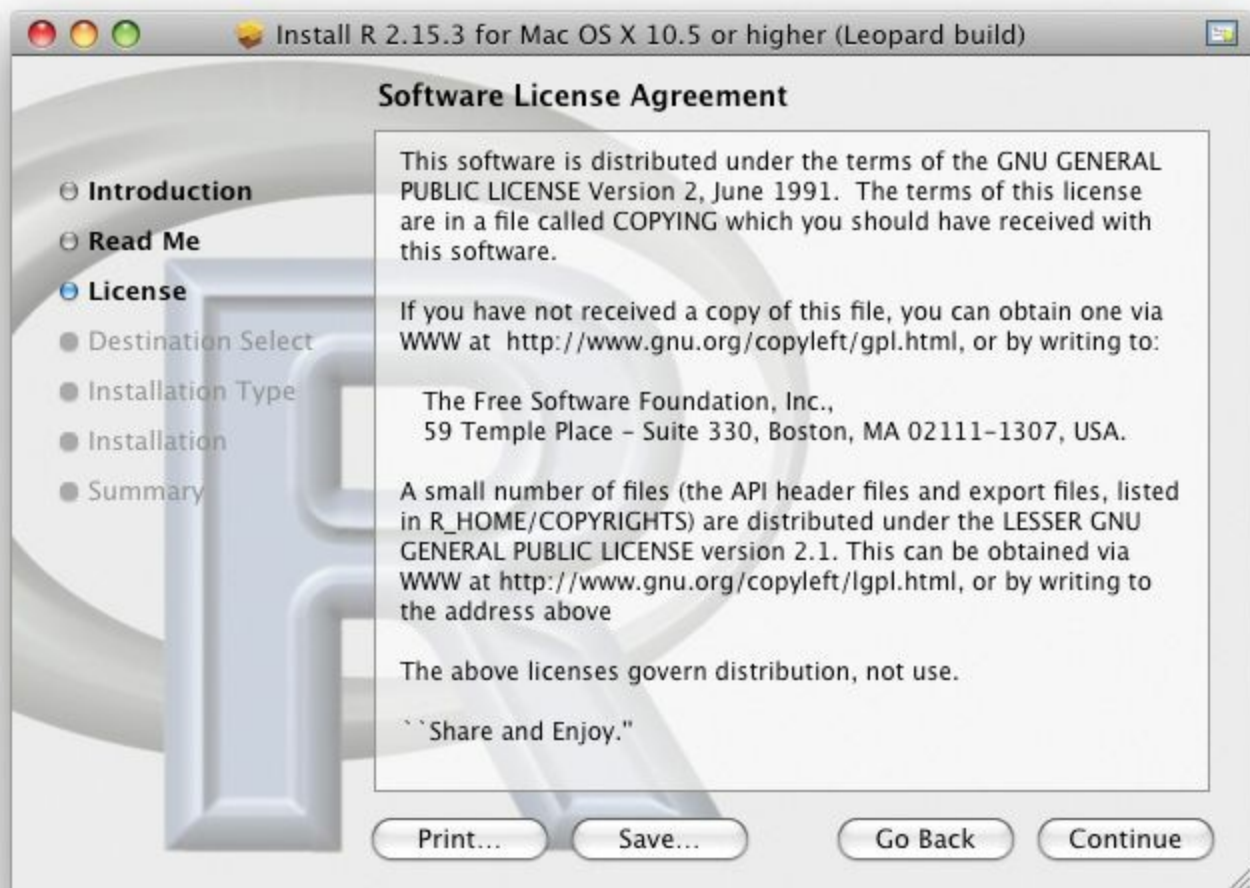 Install R 2.15.3 for Mac OS X 10.5 or higher (Leopard build)
Software License Agreement
Introduction
Read Me
License
Destination Select
Installation Type
Installation
Summary
This software is distributed under the terms of the GNU GENERAL
PUBLIC LICENSE Version 2, June 1991.  The terms of this license
are in a file called COPYING which you should have received with
this software.
If you have not received a copy of this file, you can obtain one via
WWW at  http://www.gnu.org/copyleft/gpl.html, or by writing to:
The Free Software Foundation, Inc.,
59 Temple Place – Suite 330, Boston, MA 02111–1307, USA.
A small number of files (the API header files and export files, listed
in R_HOME/COPYRIGHTS) are distributed under the LESSER GNU
GENERAL PUBLIC LICENSE version 2.1. This can be obtained via
WWW at http://www.gnu.org/copyleft/lgpl.html, or by writing to
the address above
The above licenses govern distribution, not use.
``Share and Enjoy."
Print... Save... Go Back Continue
R